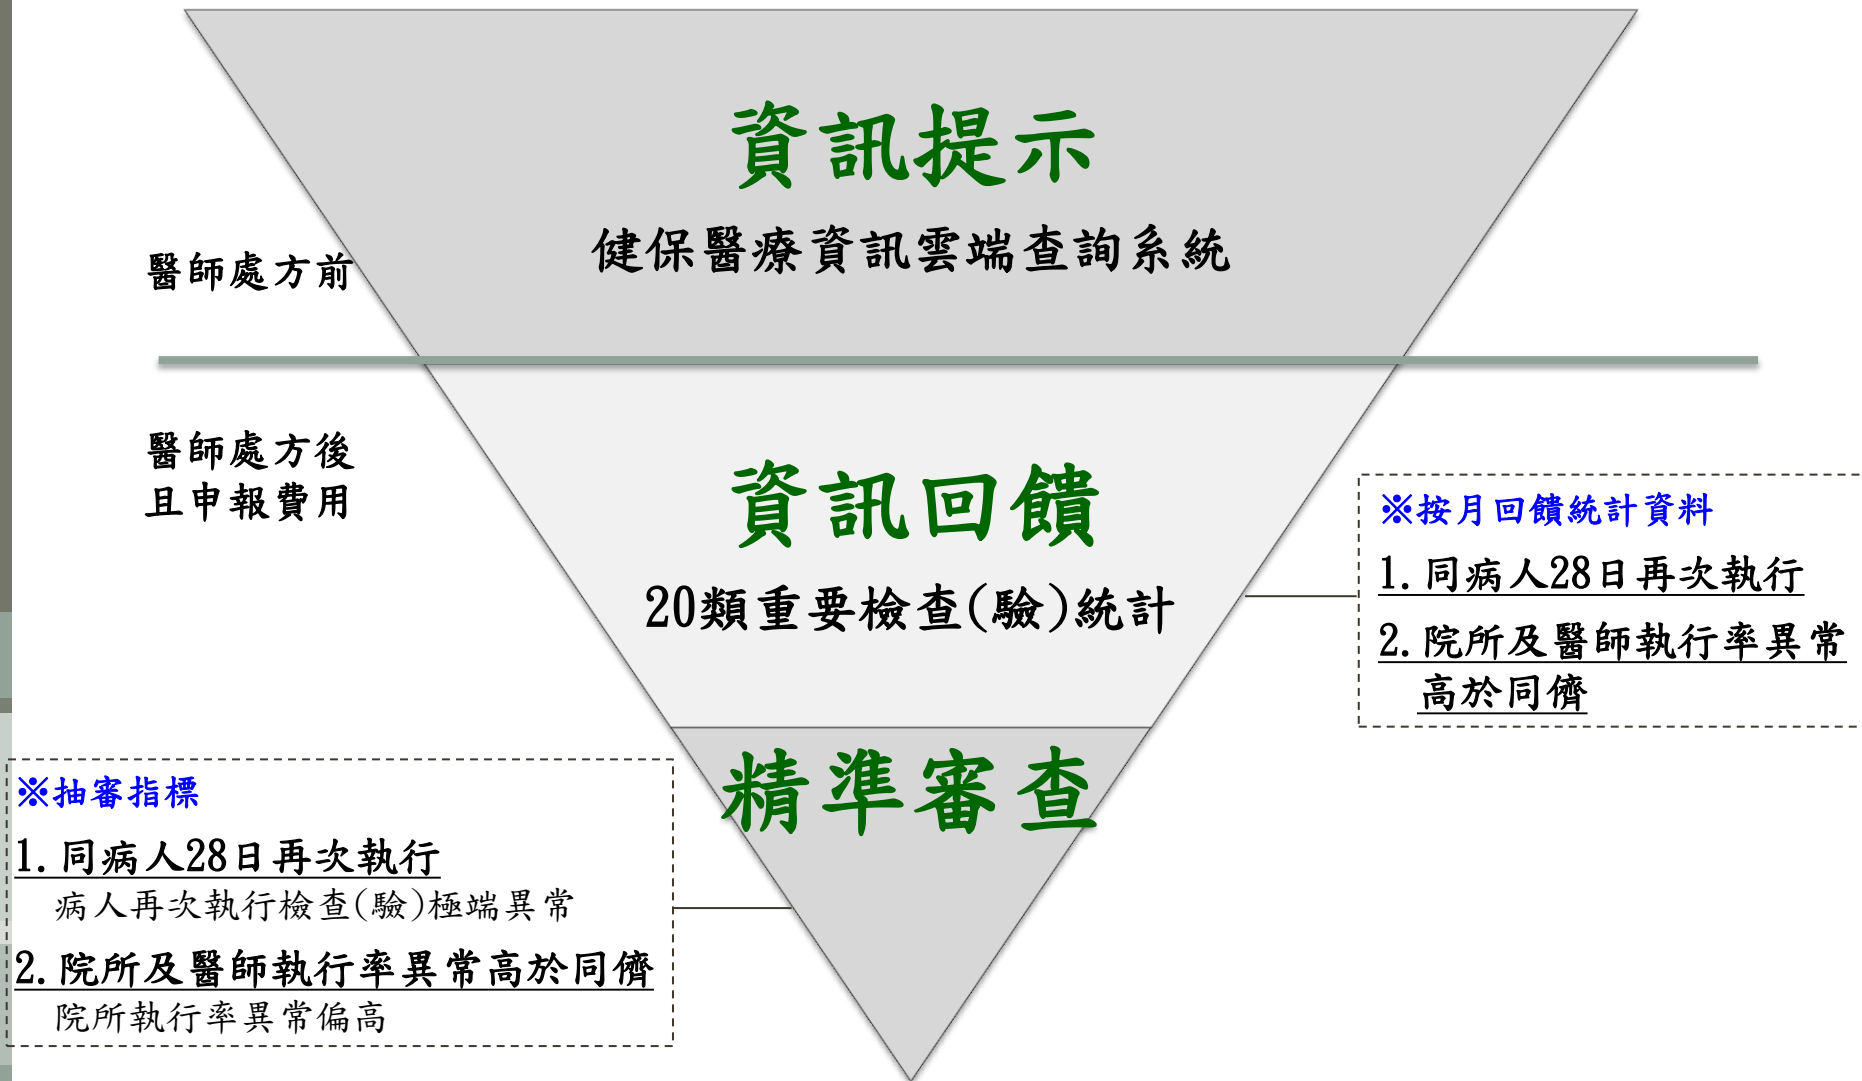 資訊提示
健保醫療資訊雲端查詢系統
醫師處方前
醫師處方後
且申報費用
資訊回饋
20類重要檢查(驗)統計
※按月回饋統計資料
1.同病人28日再次執行
2.院所及醫師執行率異常
高於同儕
精準審查
※抽審指標
1.同病人28日再次執行
病人再次執行檢查(驗)極端異常
2.院所及醫師執行率異常高於同儕
院所執行率異常偏高